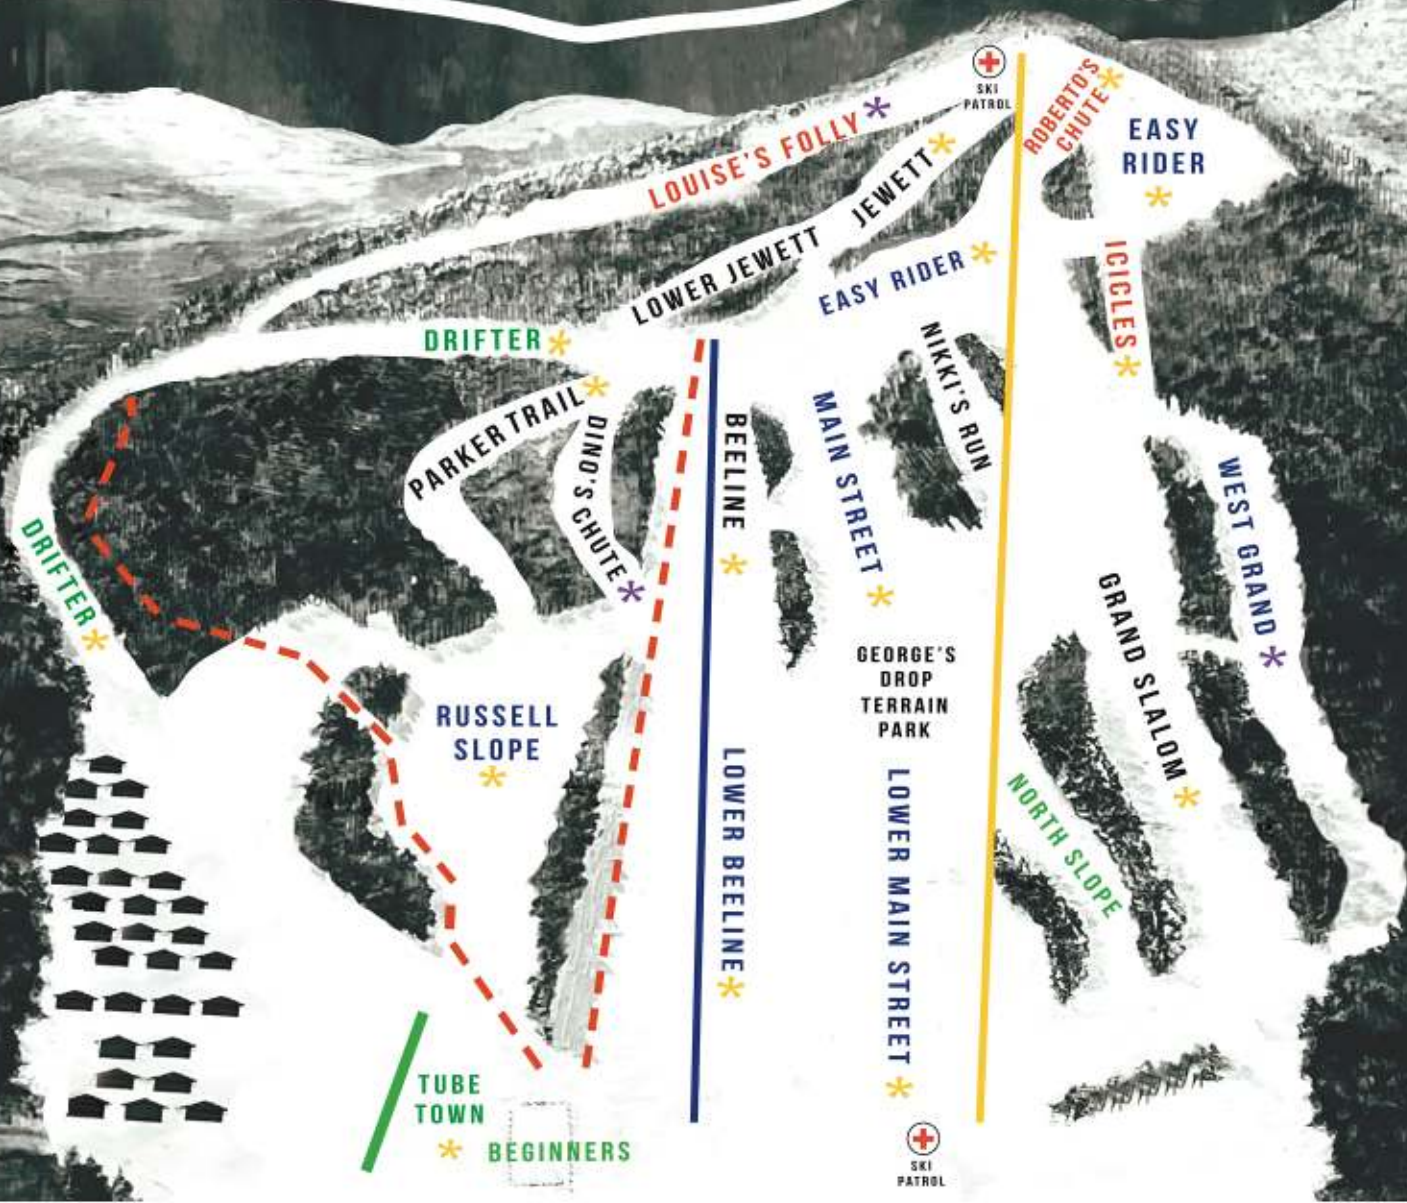 SKI
PATROL
ROBERTO'S
CHUTE
EASY
RIDER
LOUISE'S FOLLY
JEWETT
LOWER JEWETT
EASY RIDER
ICICLES
DRIFTER
NIKKI'S RUN
PARKER TRAIL
DINO'S CHUTE
BEELINE
MAIN STREET
WEST GRAND
DRIFTER
GRAND SLALOM
GEORGE'S
DROP
TERRAIN
PARK
RUSSELL
SLOPE
LOWER BEELINE
LOWER MAIN STREET
NORTH SLOPE
TUBE
TOWN
BEGINNERS
SKI
PATROL